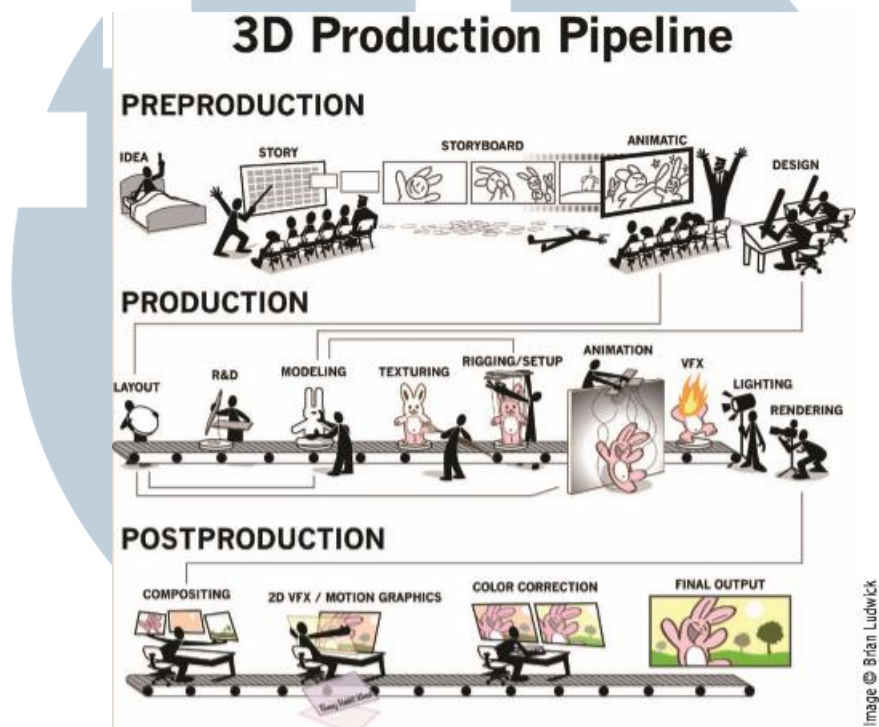 3D Production Pipeline
PREPRODUCTION
IDEA
STORY
STORYBOARD
ANIMATIC
DESIGN
PRODUCTION
LAYOUT
R&D
MODELING
TEXTURING
RIGGING/SETUP
ANIMATION
VFX
LIGHTING
RENDERING
POSTPRODUCTION
COMPOSITING
2D VFX / MOTION GRAPHICS
COLOR CORRECTION
FINAL OUTPUT
Image © Brian Ludwick